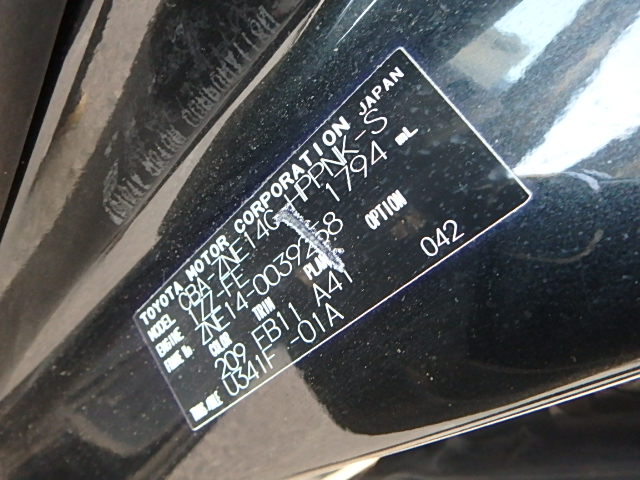 TOYOTA MOTOR CORPORATION JAPAN
MODEL CBA-ZNE14G-HPPNK-S
ENGINE 1ZZ-FE 1794 mL
FRAME No. ZNE14-0039258
COLOR TRIM PLANT OPTION
209 FB11 A41 042
TRANS./AXLE U341F -01A